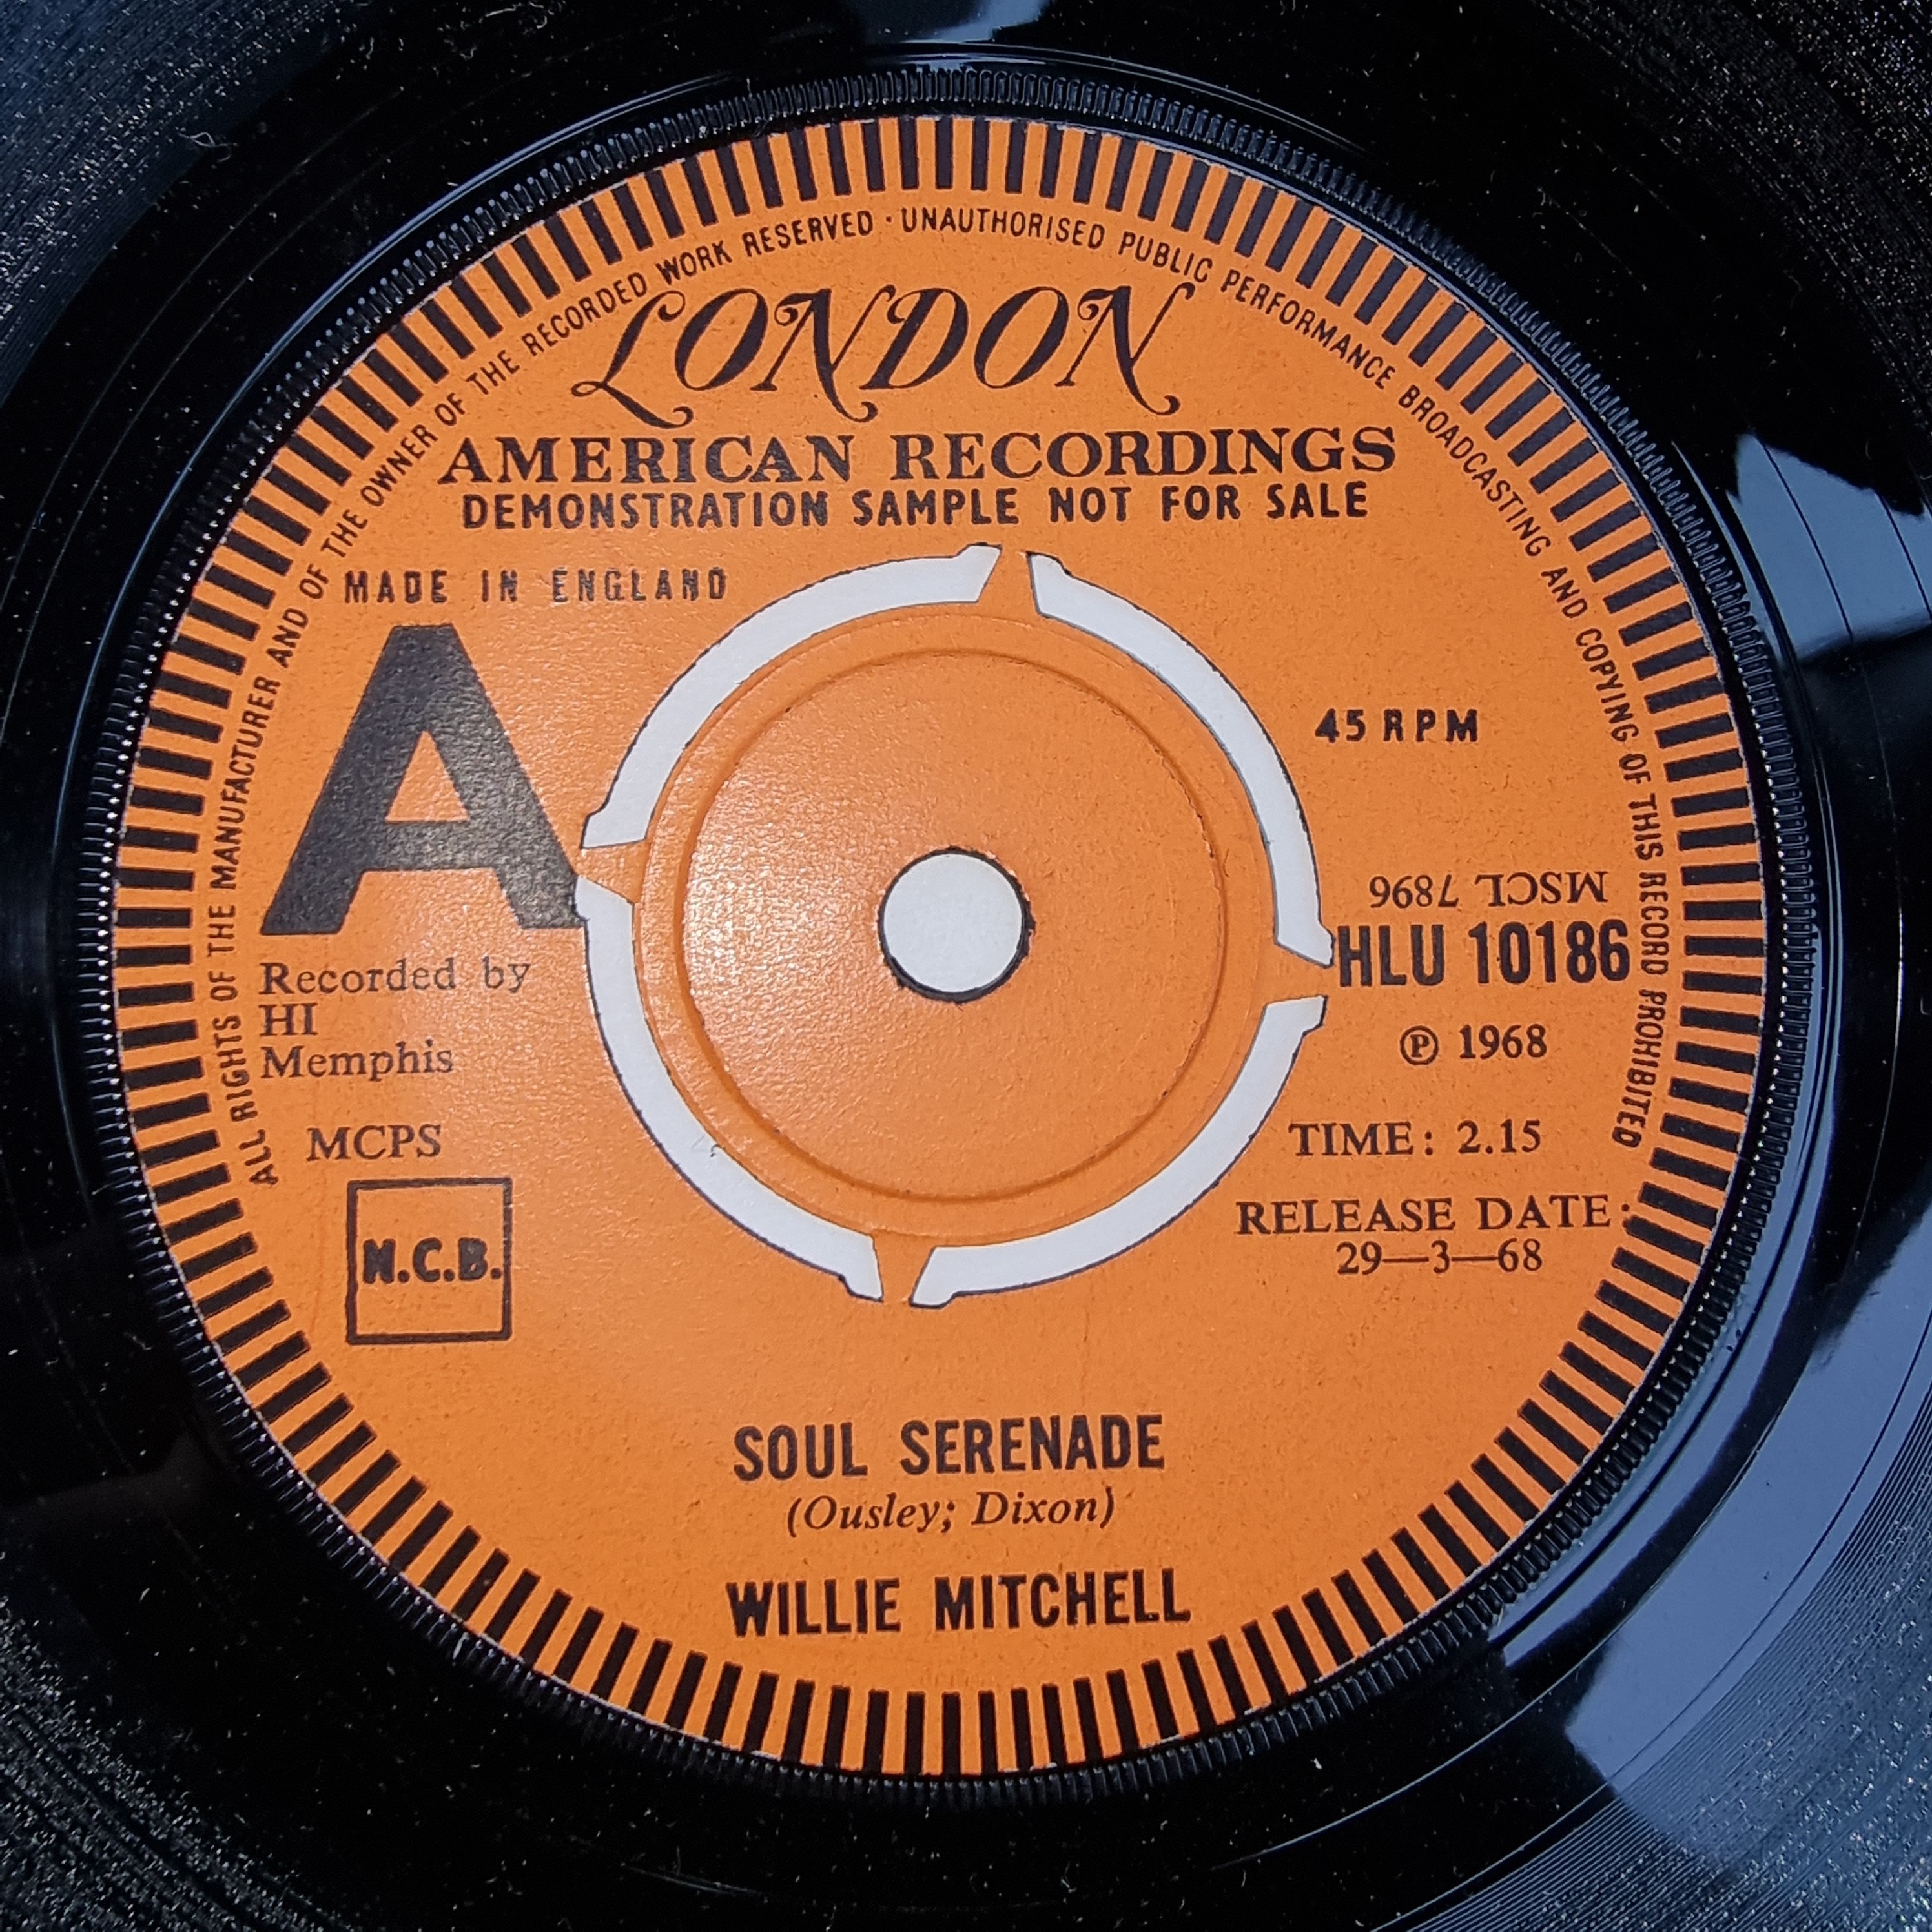 ALL RIGHTS OF THE MANUFACTURER AND OF THE OWNER OF THE RECORDED WORK RESERVED · UNAUTHORISED PUBLIC PERFORMANCE BROADCASTING AND COPYING OF THIS RECORD PROHIBITED
LONDON
AMERICAN RECORDINGS
DEMONSTRATION SAMPLE NOT FOR SALE
MADE IN ENGLAND
A
45 RPM
MSCL 7896
HLU 10186
Recorded by
HI
Memphis
℗ 1968
MCPS
TIME: 2.15
N.C.B.
RELEASE DATE:
29—3—68
SOUL SERENADE
(Ousley; Dixon)
WILLIE MITCHELL